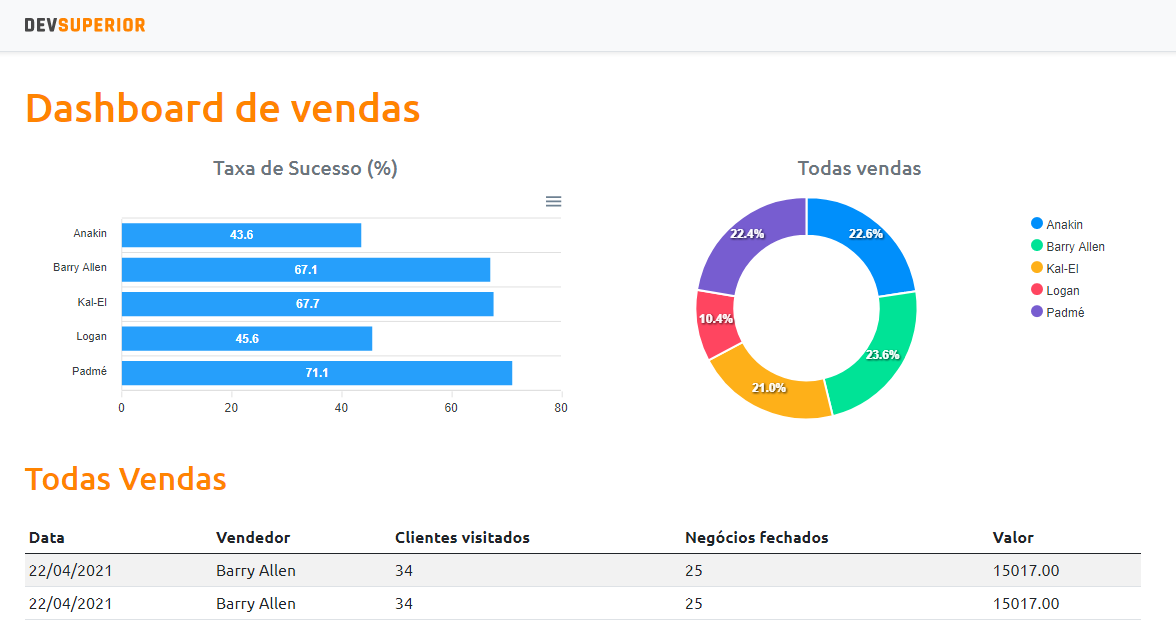 DEVSUPERIOR
Dashboard de vendas
Taxa de Sucesso (%)
Anakin 43.6
Barry Allen 67.1
Kal-El 67.7
Logan 45.6
Padmé 71.1
0 20 40 60 80
Todas vendas
22.4% 22.6%
10.4%
23.6%
21.0%
Anakin
Barry Allen
Kal-El
Logan
Padmé
Todas Vendas
Data Vendedor Clientes visitados Negócios fechados Valor
22/04/2021 Barry Allen 34 25 15017.00
22/04/2021 Barry Allen 34 25 15017.00